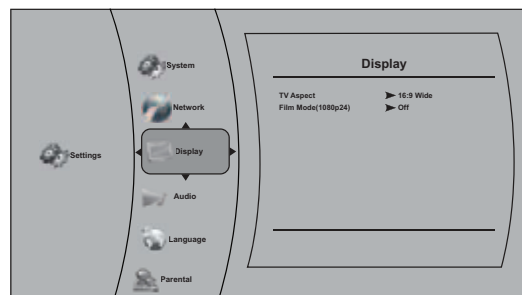 Settings
System
Network
Display
Audio
Language
Parental
Display
TV Aspect 16:9 Wide
Film Mode(1080p24) Off